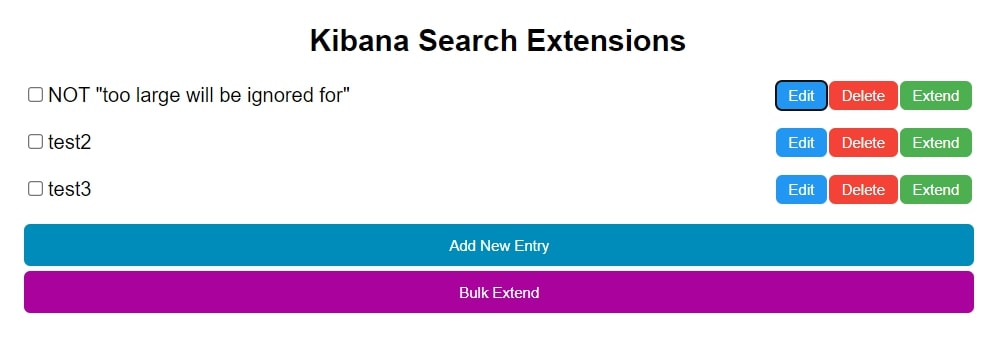 Kibana Search Extensions
NOT "too large will be ignored for" Edit Delete Extend
test2 Edit Delete Extend
test3 Edit Delete Extend
Add New Entry
Bulk Extend